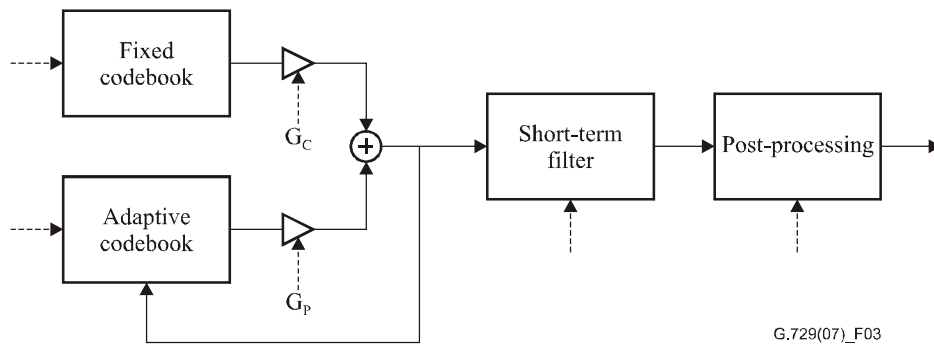 Fixed
codebook
G_C
Short-term
filter
Post-processing
Adaptive
codebook
G_P
G.729(07)_F03